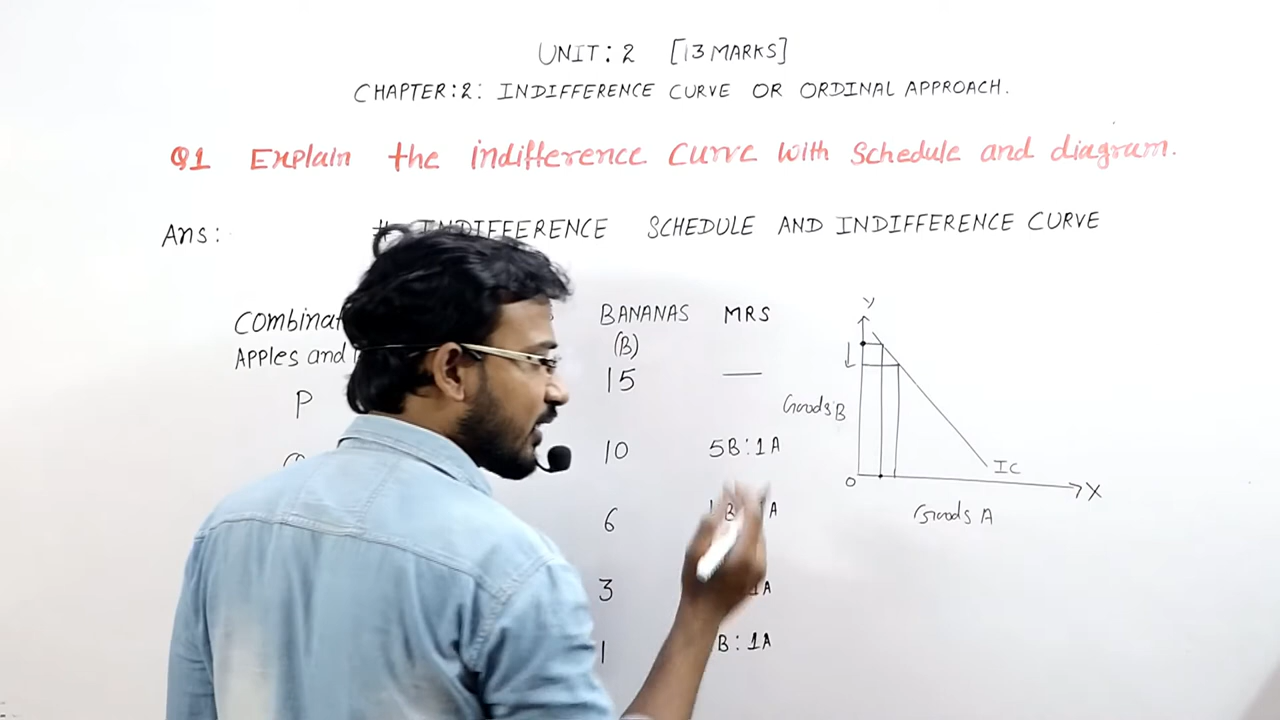 UNIT: 2 [13 MARKS]
CHAPTER:2: INDIFFERENCE CURVE OR ORDINAL APPROACH.
Q1 Explain the indifference curve with schedule and diagram.
Ans: # INDIFFERENCE SCHEDULE AND INDIFFERENCE CURVE
Combinat BANANAS MRS
Apples and (B)
15 —
P
10 5B:1A
6 B A
3 1A
1 B:1A
Y
Goods B
IC
O X
Goods A